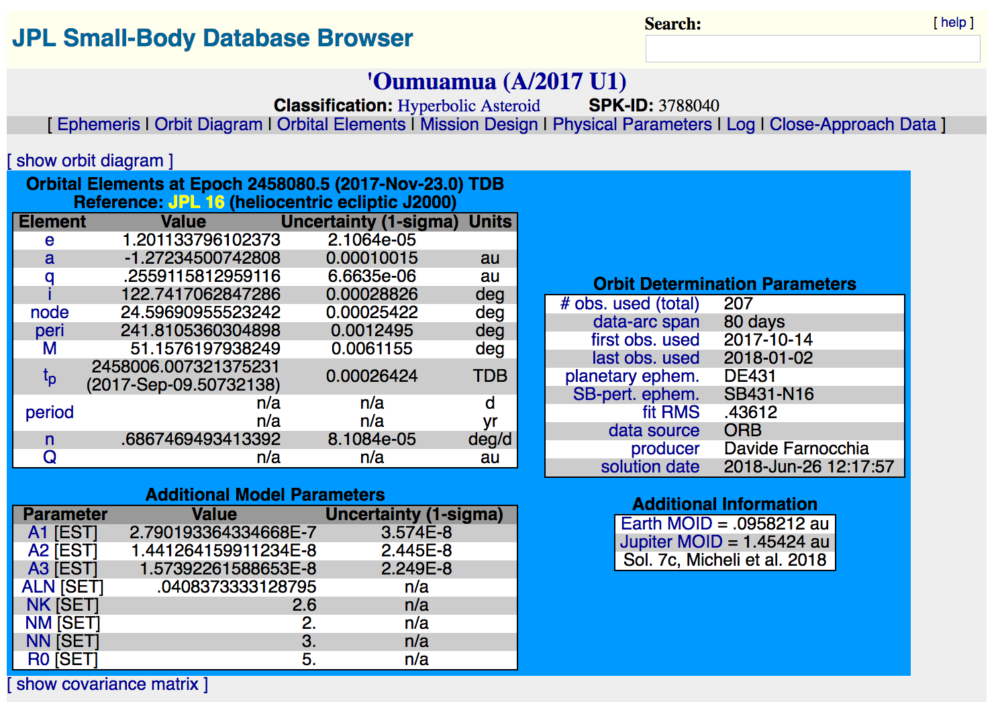 JPL Small-Body Database Browser
Search:
[ help ]
'Oumuamua (A/2017 U1)
Classification: Hyperbolic Asteroid SPK-ID: 3788040
[ Ephemeris | Orbit Diagram | Orbital Elements | Mission Design | Physical Parameters | Log | Close-Approach Data ]
[ show orbit diagram ]
Orbital Elements at Epoch 2458080.5 (2017-Nov-23.0) TDB
Reference: JPL 16 (heliocentric ecliptic J2000)
Element Value Uncertainty (1-sigma) Units
e 1.201133796102373 2.1064e-05
a -1.27234500742808 0.00010015 au
q .2559115812959116 6.6635e-06 au
i 122.7417062847286 0.00028826 deg
node 24.59690955523242 0.00025422 deg
peri 241.8105360304898 0.0012495 deg
M 51.1576197938249 0.0061155 deg
tp 2458006.007321375231 0.00026424 TDB
(2017-Sep-09.50732138)
period n/a n/a d
n/a n/a yr
n .6867469493413392 8.1084e-05 deg/d
Q n/a n/a au
Orbit Determination Parameters
# obs. used (total) 207
data-arc span 80 days
first obs. used 2017-10-14
last obs. used 2018-01-02
planetary ephem. DE431
SB-pert. ephem. SB431-N16
fit RMS .43612
data source ORB
producer Davide Farnocchia
solution date 2018-Jun-26 12:17:57
Additional Model Parameters
Parameter Value Uncertainty (1-sigma)
A1 [EST] 2.790193364334668E-7 3.574E-8
A2 [EST] 1.441264159911234E-8 2.445E-8
A3 [EST] 1.57392261588653E-8 2.249E-8
ALN [SET] .0408373333128795 n/a
NK [SET] 2.6 n/a
NM [SET] 2. n/a
NN [SET] 3. n/a
R0 [SET] 5. n/a
Additional Information
Earth MOID = .0958212 au
Jupiter MOID = 1.45424 au
Sol. 7c, Micheli et al. 2018
[ show covariance matrix ]